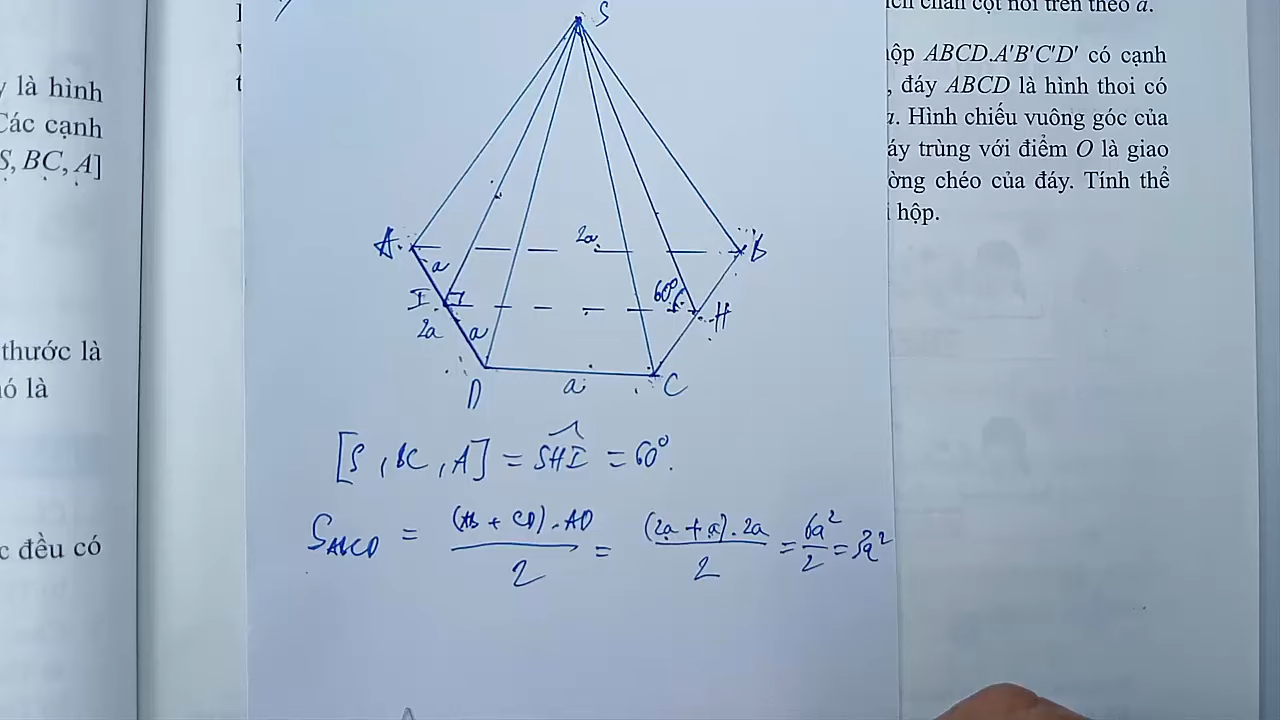 là hình
Các cạnh
S, BC, A]
thước là
ó là
c đều có
S
A
2a
B
a
I
60°
H
2a
a
D
a
C
[S, BC, A] = SHI = 60°.
S_ABCD = (AB + CD).AD / 2 = (2a + a).2a / 2 = 6a² / 2 = 3a²
chân cột nói trên theo a.
hộp ABCD.A'B'C'D' có cạnh
, đáy ABCD là hình thoi có
a. Hình chiếu vuông góc của
áy trùng với điểm O là giao
ờng chéo của đáy. Tính thể
hộp.